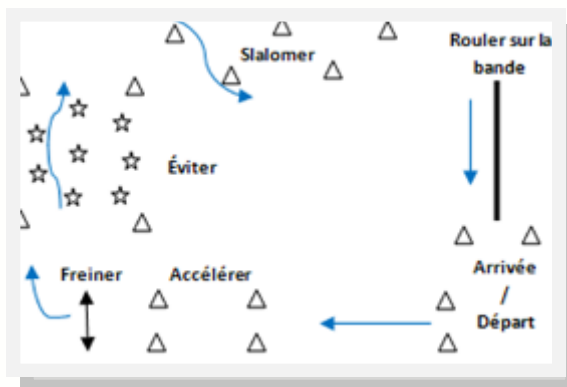 Slalomer
Rouler sur la
bande
Éviter
Freiner
Accélérer
Arrivée
/
Départ